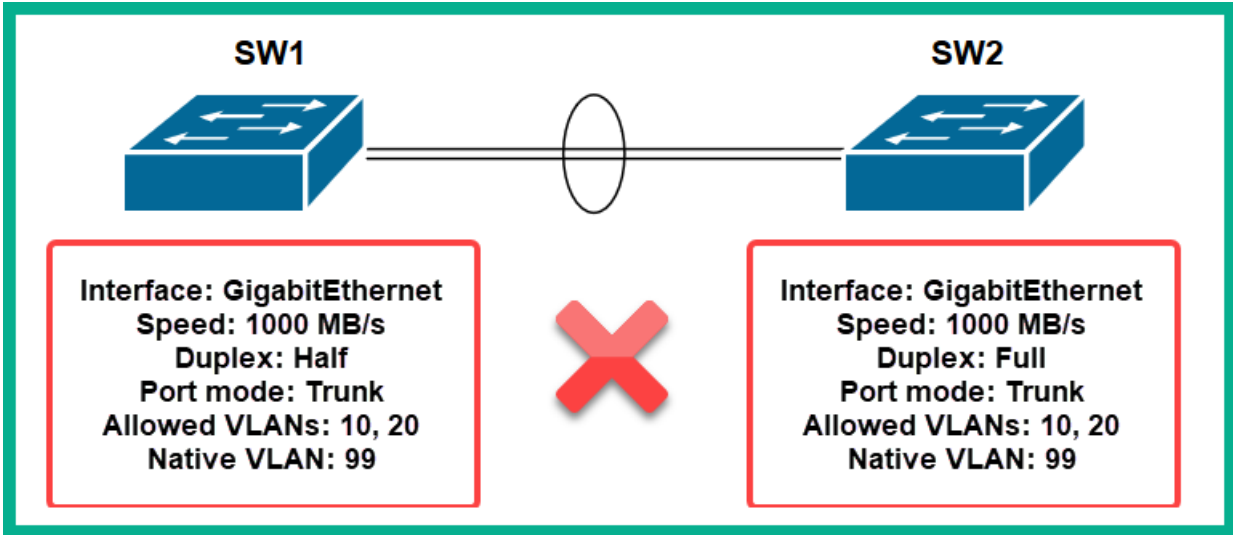 SW1
SW2
Interface: GigabitEthernet
Speed: 1000 MB/s
Duplex: Half
Port mode: Trunk
Allowed VLANs: 10, 20
Native VLAN: 99
Interface: GigabitEthernet
Speed: 1000 MB/s
Duplex: Full
Port mode: Trunk
Allowed VLANs: 10, 20
Native VLAN: 99